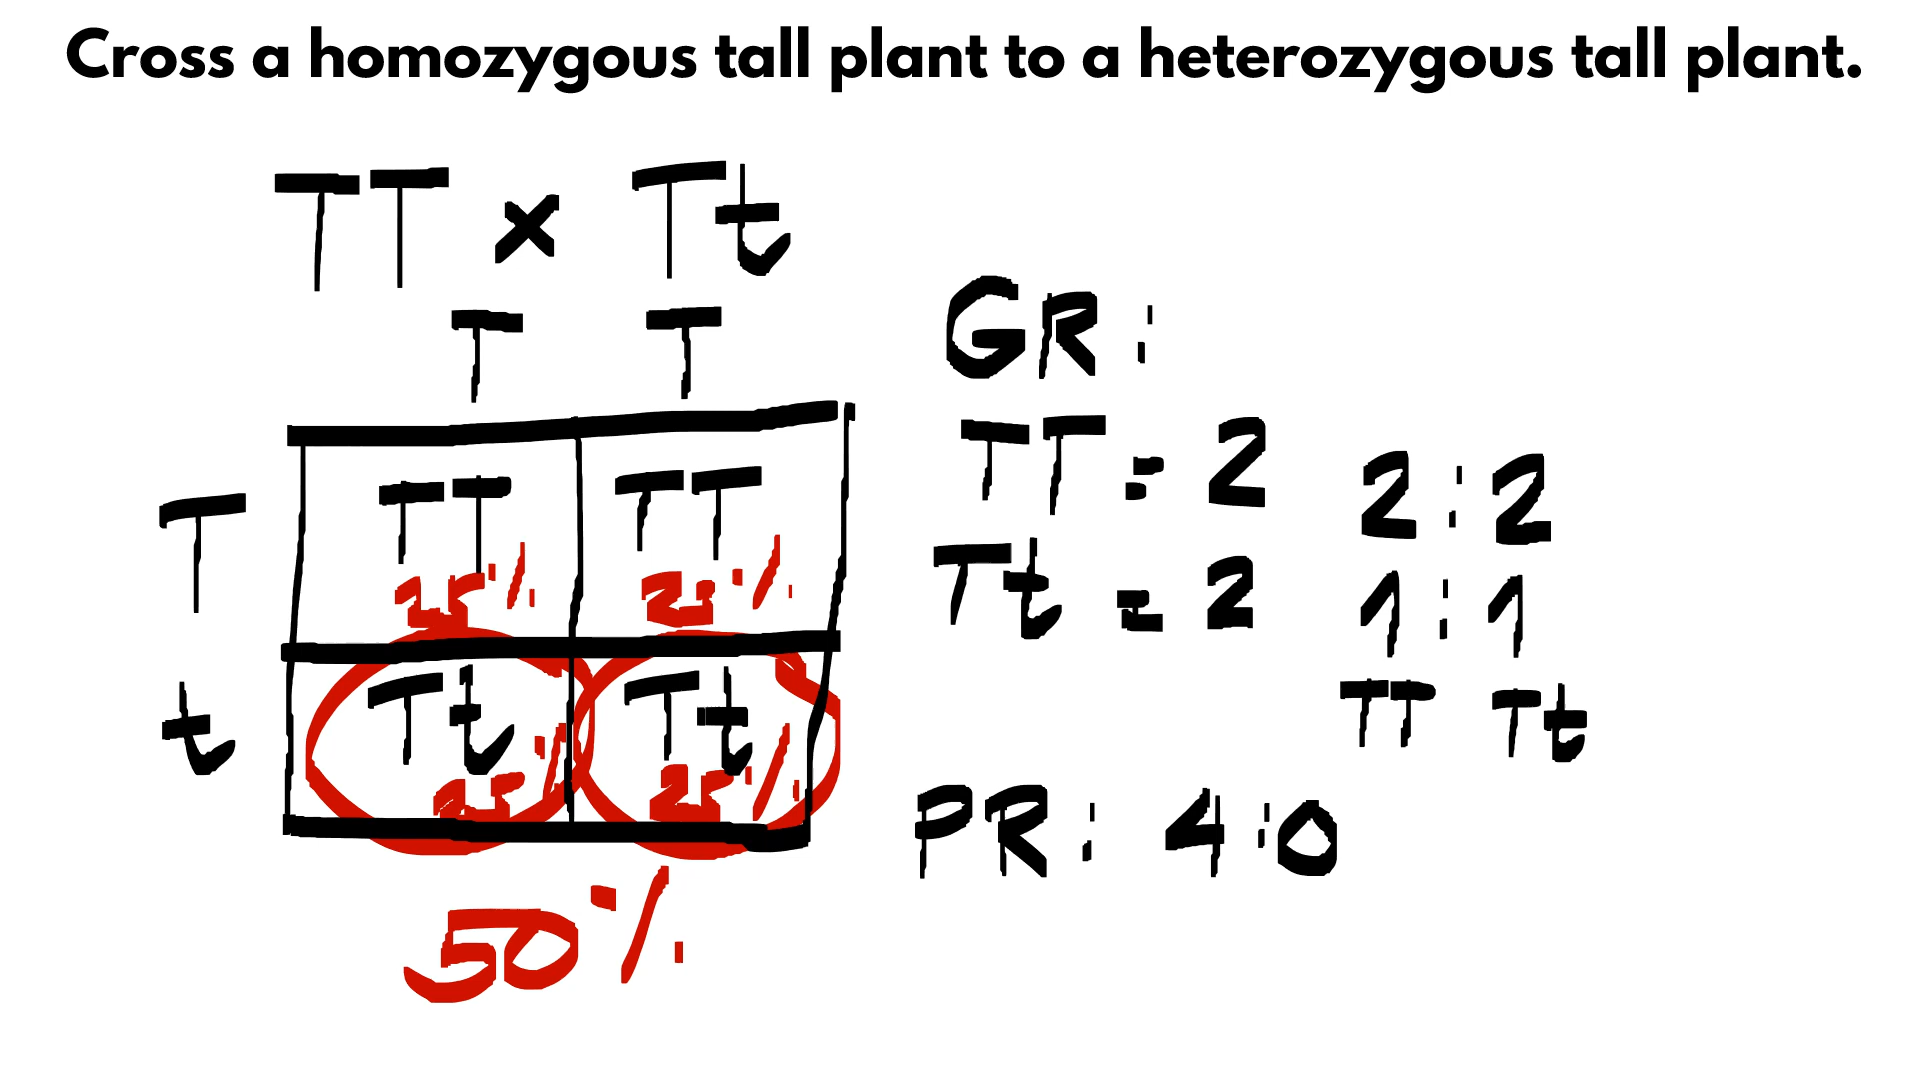 Cross a homozygous tall plant to a heterozygous tall plant.
TT × Tt
T T
T TT TT
25% 25%
t Tt Tt
25% 25%
50%
GR:
TT = 2
Tt = 2
2:2
1:1
TT Tt
PR: 4:0